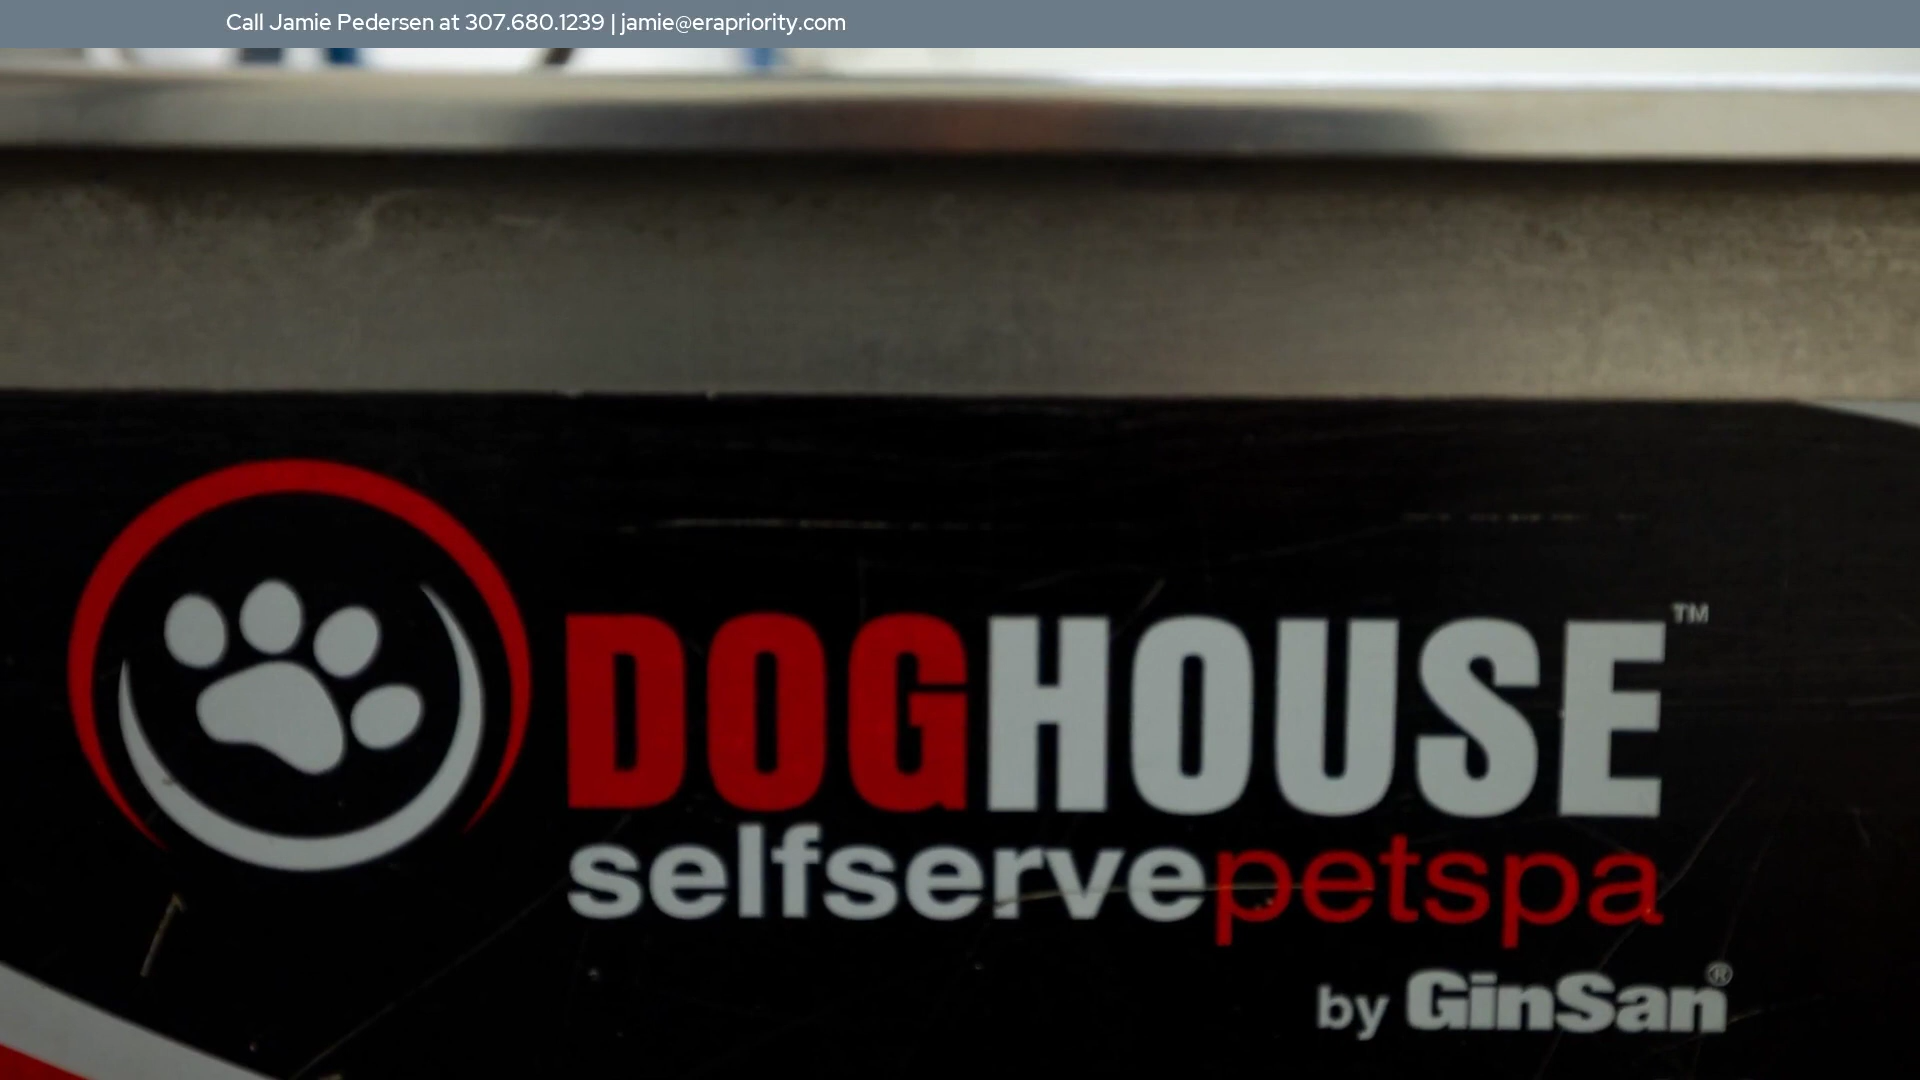 Call Jamie Pedersen at 307.680.1239 | jamie@erapriority.com
DOGHOUSE™
selfservepetspa
by GinSan®